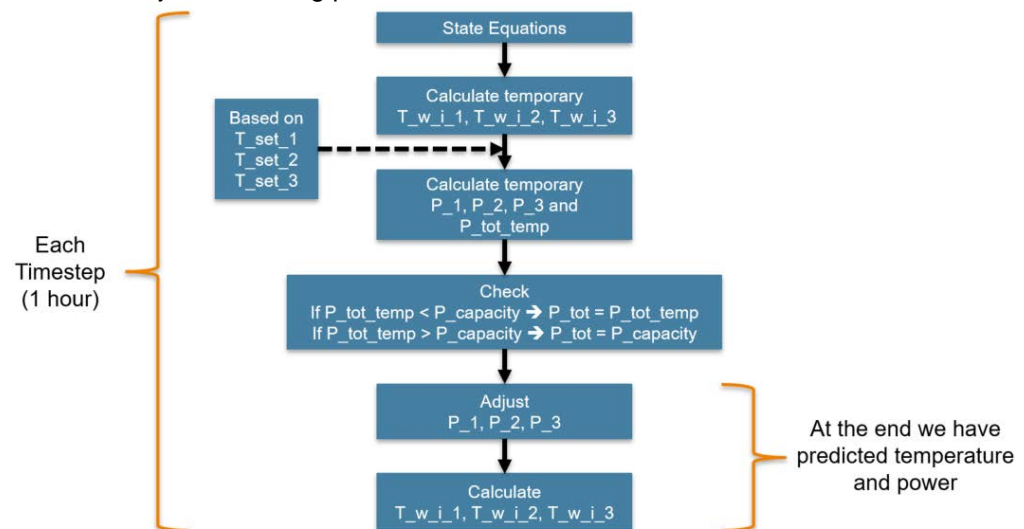 State Equations
Calculate temporary
T_w_i_1, T_w_i_2, T_w_i_3
Based on
T_set_1
T_set_2
T_set_3
Calculate temporary
P_1, P_2, P_3 and
P_tot_temp
Each
Timestep
(1 hour)
Check
If P_tot_temp < P_capacity ➔ P_tot = P_tot_temp
If P_tot_temp > P_capacity ➔ P_tot = P_capacity
Adjust
P_1, P_2, P_3
At the end we have
predicted temperature
and power
Calculate
T_w_i_1, T_w_i_2, T_w_i_3